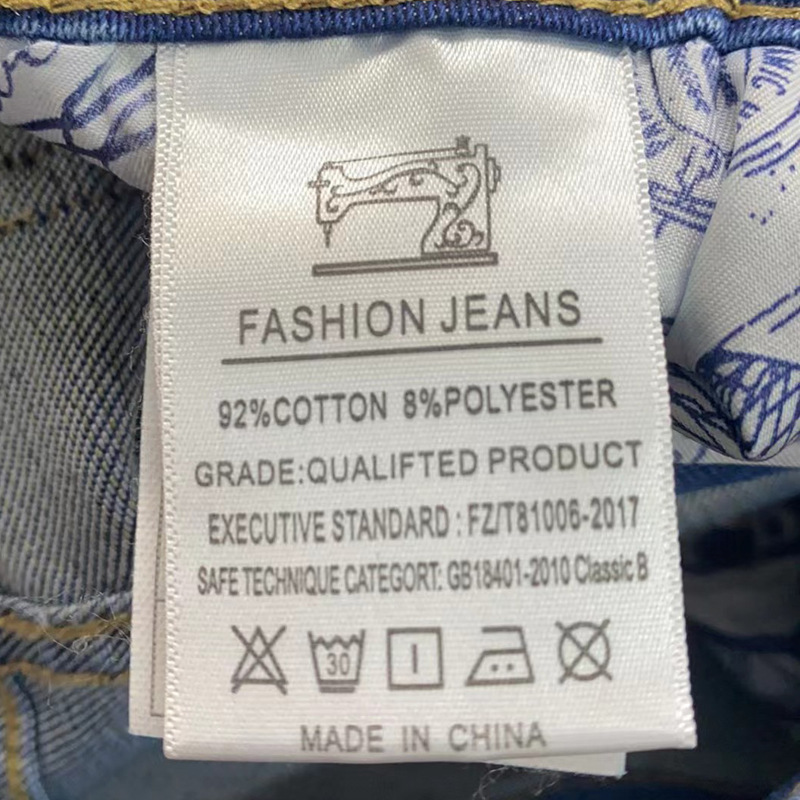 FASHION JEANS
92%COTTON 8%POLYESTER
GRADE:QUALIFTED PRODUCT
EXECUTIVE STANDARD : FZ/T81006-2017
SAFE TECHNIQUE CATEGORT: GB18401-2010 Classic B
30
MADE IN CHINA